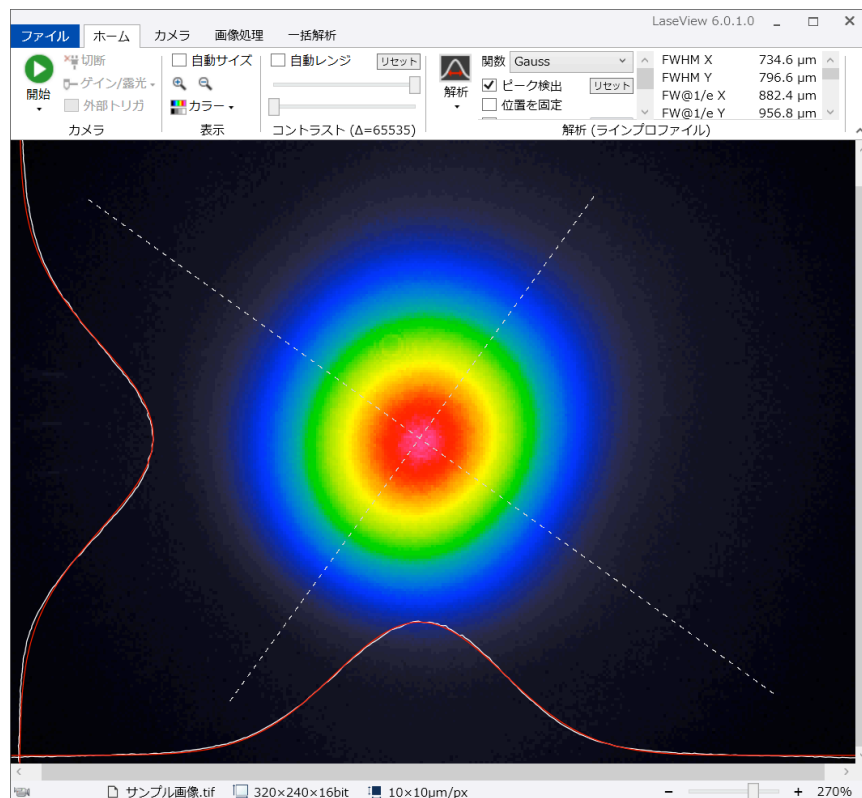 LaseView 6.0.1.0
ファイル ホーム カメラ 画像処理 一括解析
開始
切断
ゲイン/露光
外部トリガ
カメラ
自動サイズ
カラー
表示
自動レンジ リセット
コントラスト (Δ=65535)
解析
関数 Gauss
ピーク検出 リセット
位置を固定
FWHM X 734.6 µm
FWHM Y 796.6 µm
FW@1/e X 882.4 µm
FW@1/e Y 956.8 µm
解析 (ラインプロファイル)
サンプル画像.tif 320×240×16bit 10×10µm/px 270%